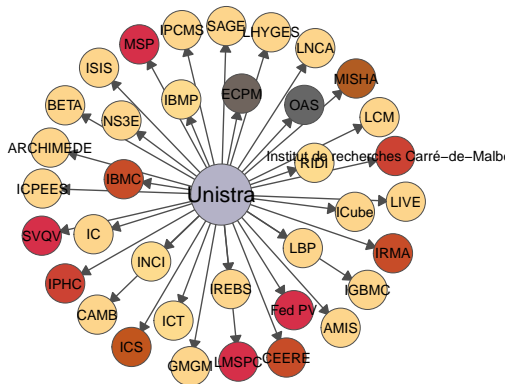 SAGE
IPCMS
LHYGES
MSP
LNCA
ISIS
MISHA
ECPM
IBMP
OAS
BETA
NS3E
LCM
ARCHIMEDE
Institut de recherches Carré−de−Malbe
RIDI
IBMC
ICPEES
Unistra
LIVE
ICube
SVQV
IC
LBP
IRMA
INCI
IPHC
IREBS
IGBMC
CAMB
Fed PV
ICT
AMIS
ICS
GMGM
LMSPC
CEERE